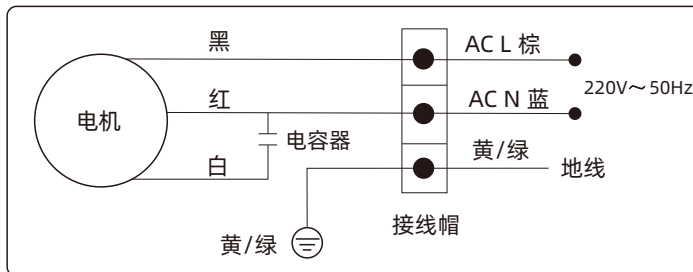 黑
AC L 棕
220V～50Hz
红
AC N 蓝
电机
电容器
黄/绿
白
地线
接线帽
黄/绿